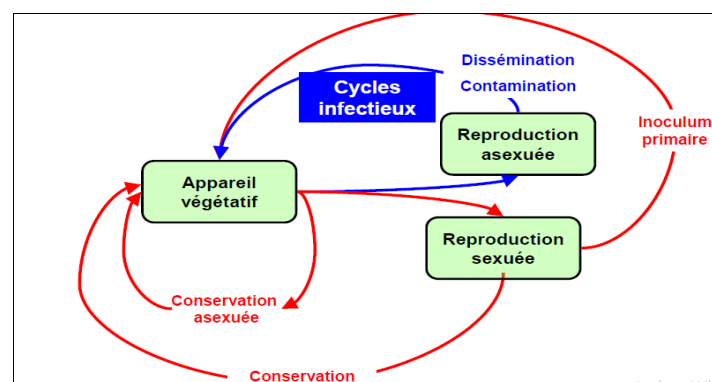 Dissémination
Cycles
infectieux
Contamination
Reproduction
asexuée
Inoculum
primaire
Appareil
végétatif
Reproduction
sexuée
Conservation
asexuée
Conservation